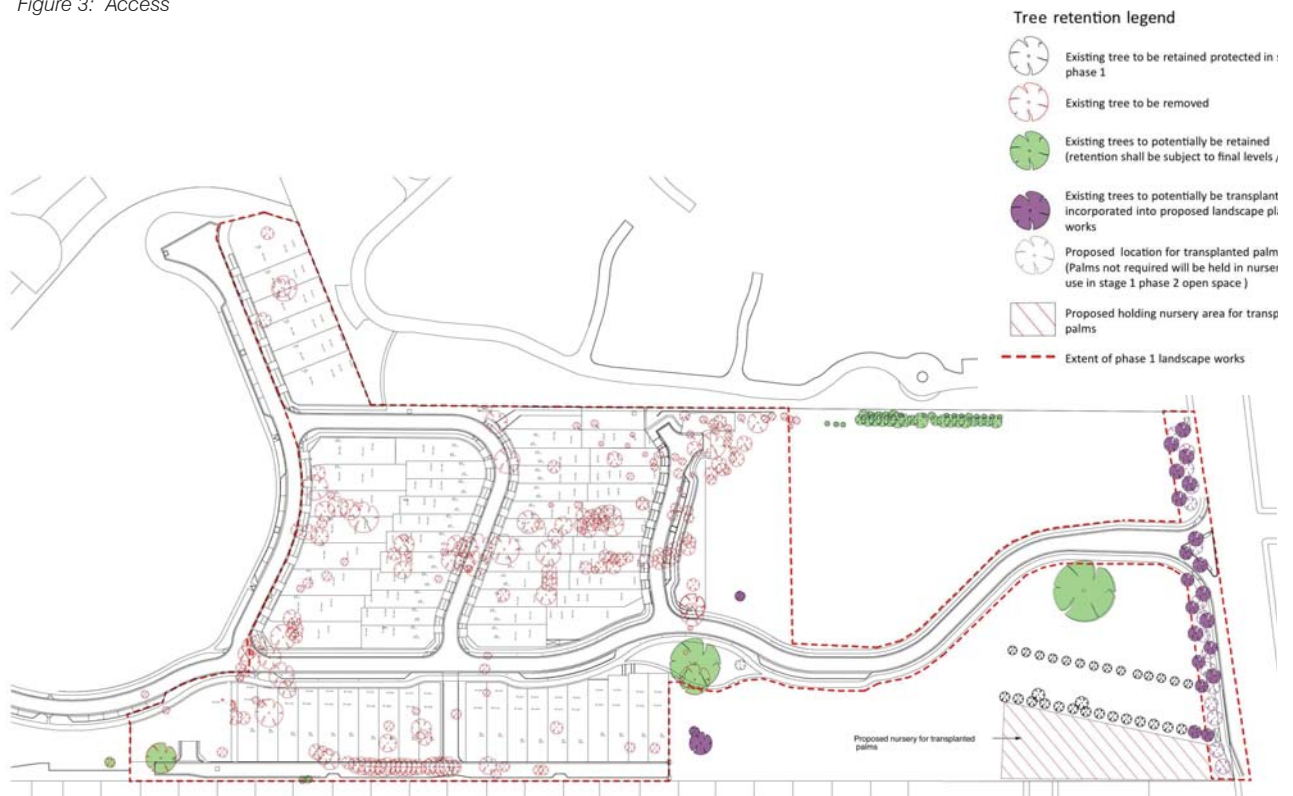 Figure 3: Access
Tree retention legend
Existing tree to be retained protected in
phase 1
Existing tree to be removed
Existing trees to potentially be retained
(retention shall be subject to final levels /
Existing trees to potentially be
incorporated into proposed landscape
works
Proposed location for transplanted
(Palms not required will be held in
use in stage 1 phase 2 open space )
Proposed holding nursery area for
palms
Extent of phase 1 landscape works
Proposed nursery for transplanted
palms